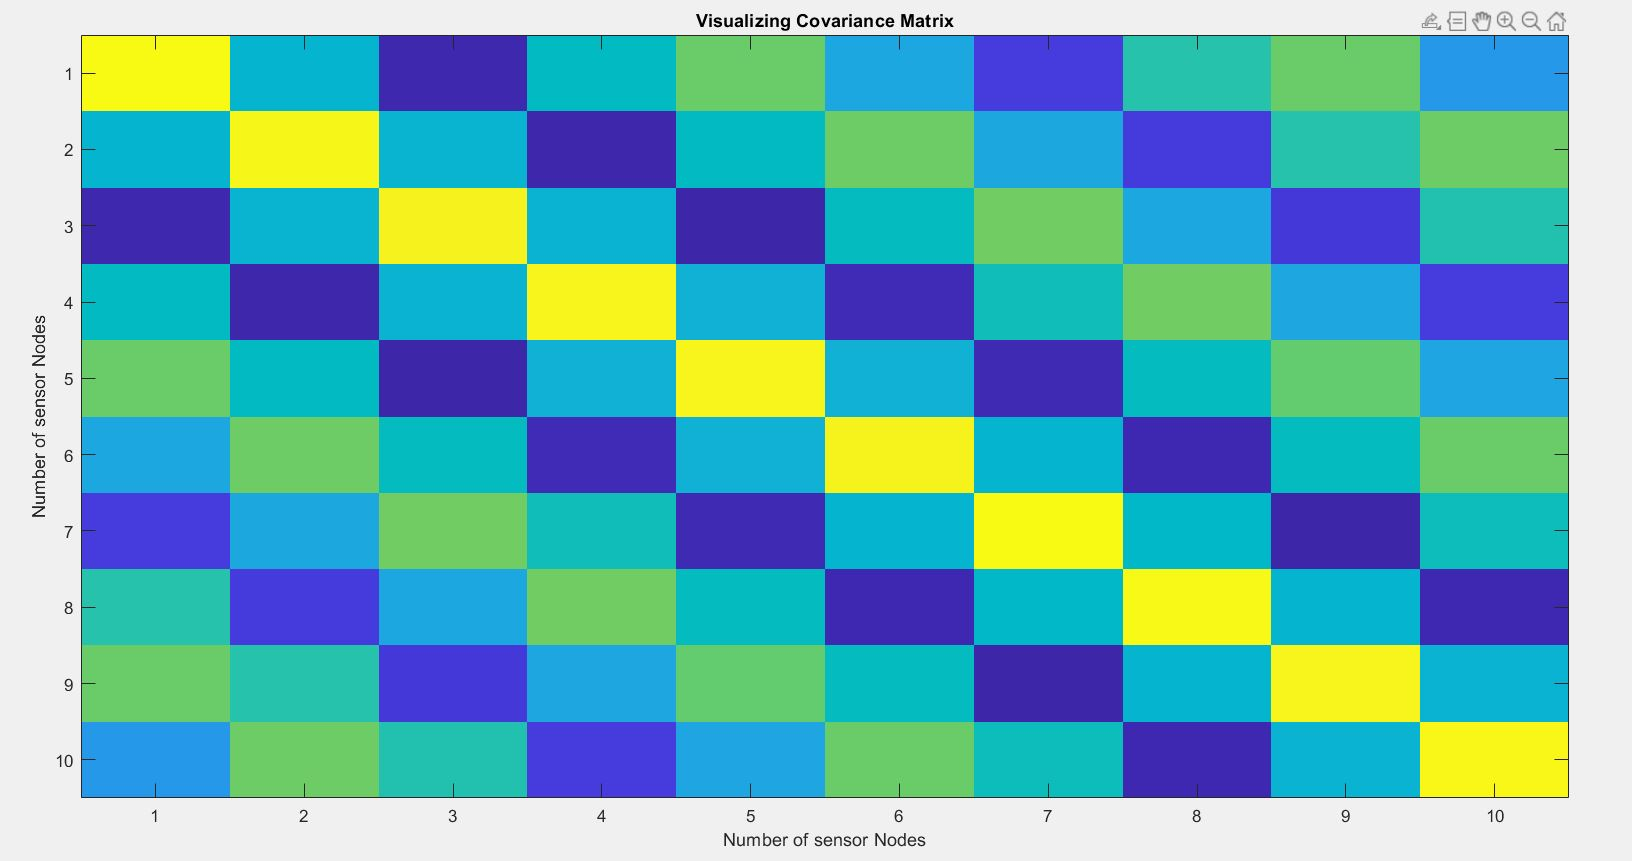 Visualizing Covariance Matrix
Number of sensor Nodes
1
2
3
4
5
6
7
8
9
10
1 2 3 4 5 6 7 8 9 10
Number of sensor Nodes